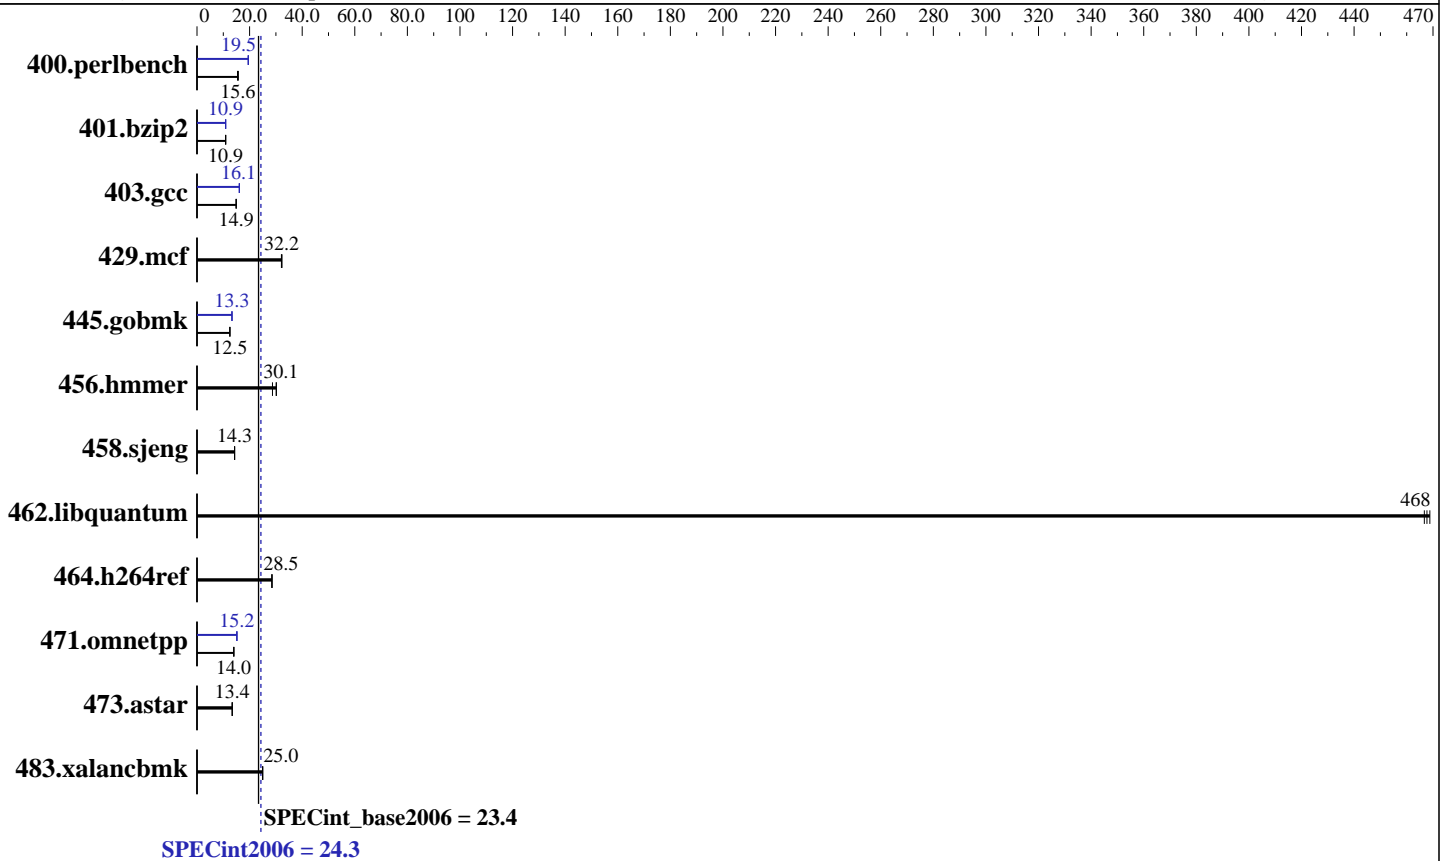 0 20.0 40.0 60.0 80.0 100 120 140 160 180 200 220 240 260 280 300 320 340 360 380 400 420 440 470
19.5
400.perlbench
15.6
10.9
401.bzip2
10.9
16.1
403.gcc
14.9
32.2
429.mcf
13.3
445.gobmk
12.5
30.1
456.hmmer
14.3
458.sjeng
468
462.libquantum
28.5
464.h264ref
15.2
471.omnetpp
14.0
13.4
473.astar
25.0
483.xalancbmk
SPECint_base2006 = 23.4
SPECint2006 = 24.3